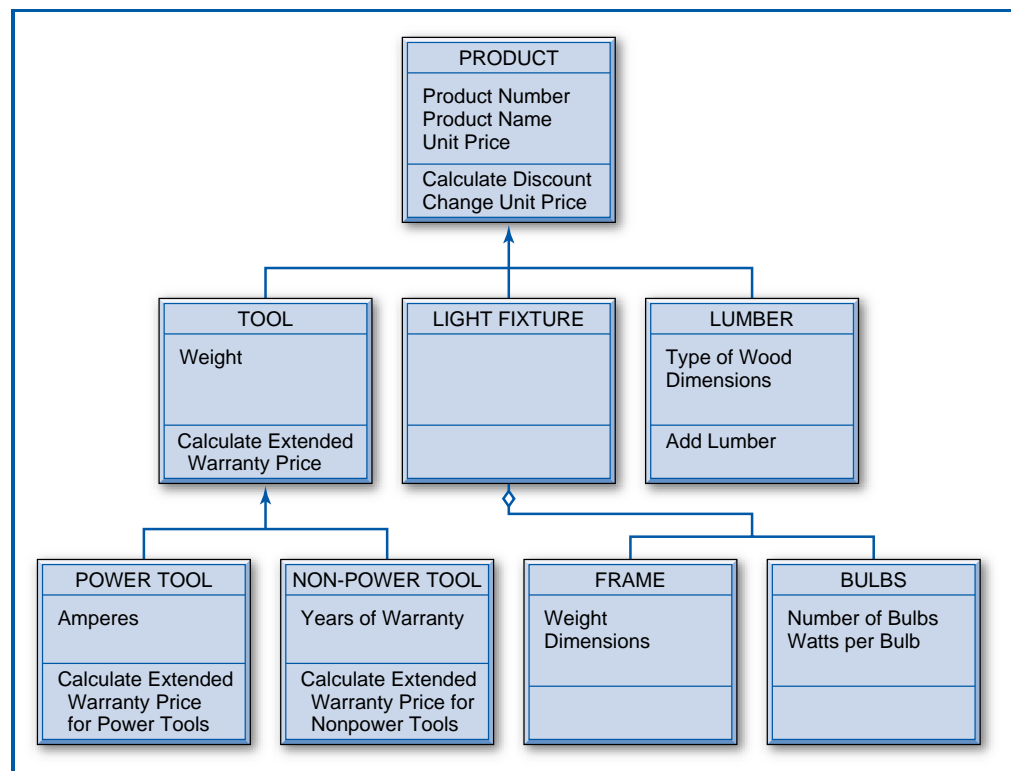 PRODUCT
Product Number
Product Name
Unit Price
Calculate Discount
Change Unit Price
TOOL
Weight
Calculate Extended
Warranty Price
LIGHT FIXTURE
LUMBER
Type of Wood
Dimensions
Add Lumber
POWER TOOL
Amperes
Calculate Extended
Warranty Price
for Power Tools
NON-POWER TOOL
Years of Warranty
Calculate Extended
Warranty Price for
Nonpower Tools
FRAME
Weight
Dimensions
BULBS
Number of Bulbs
Watts per Bulb